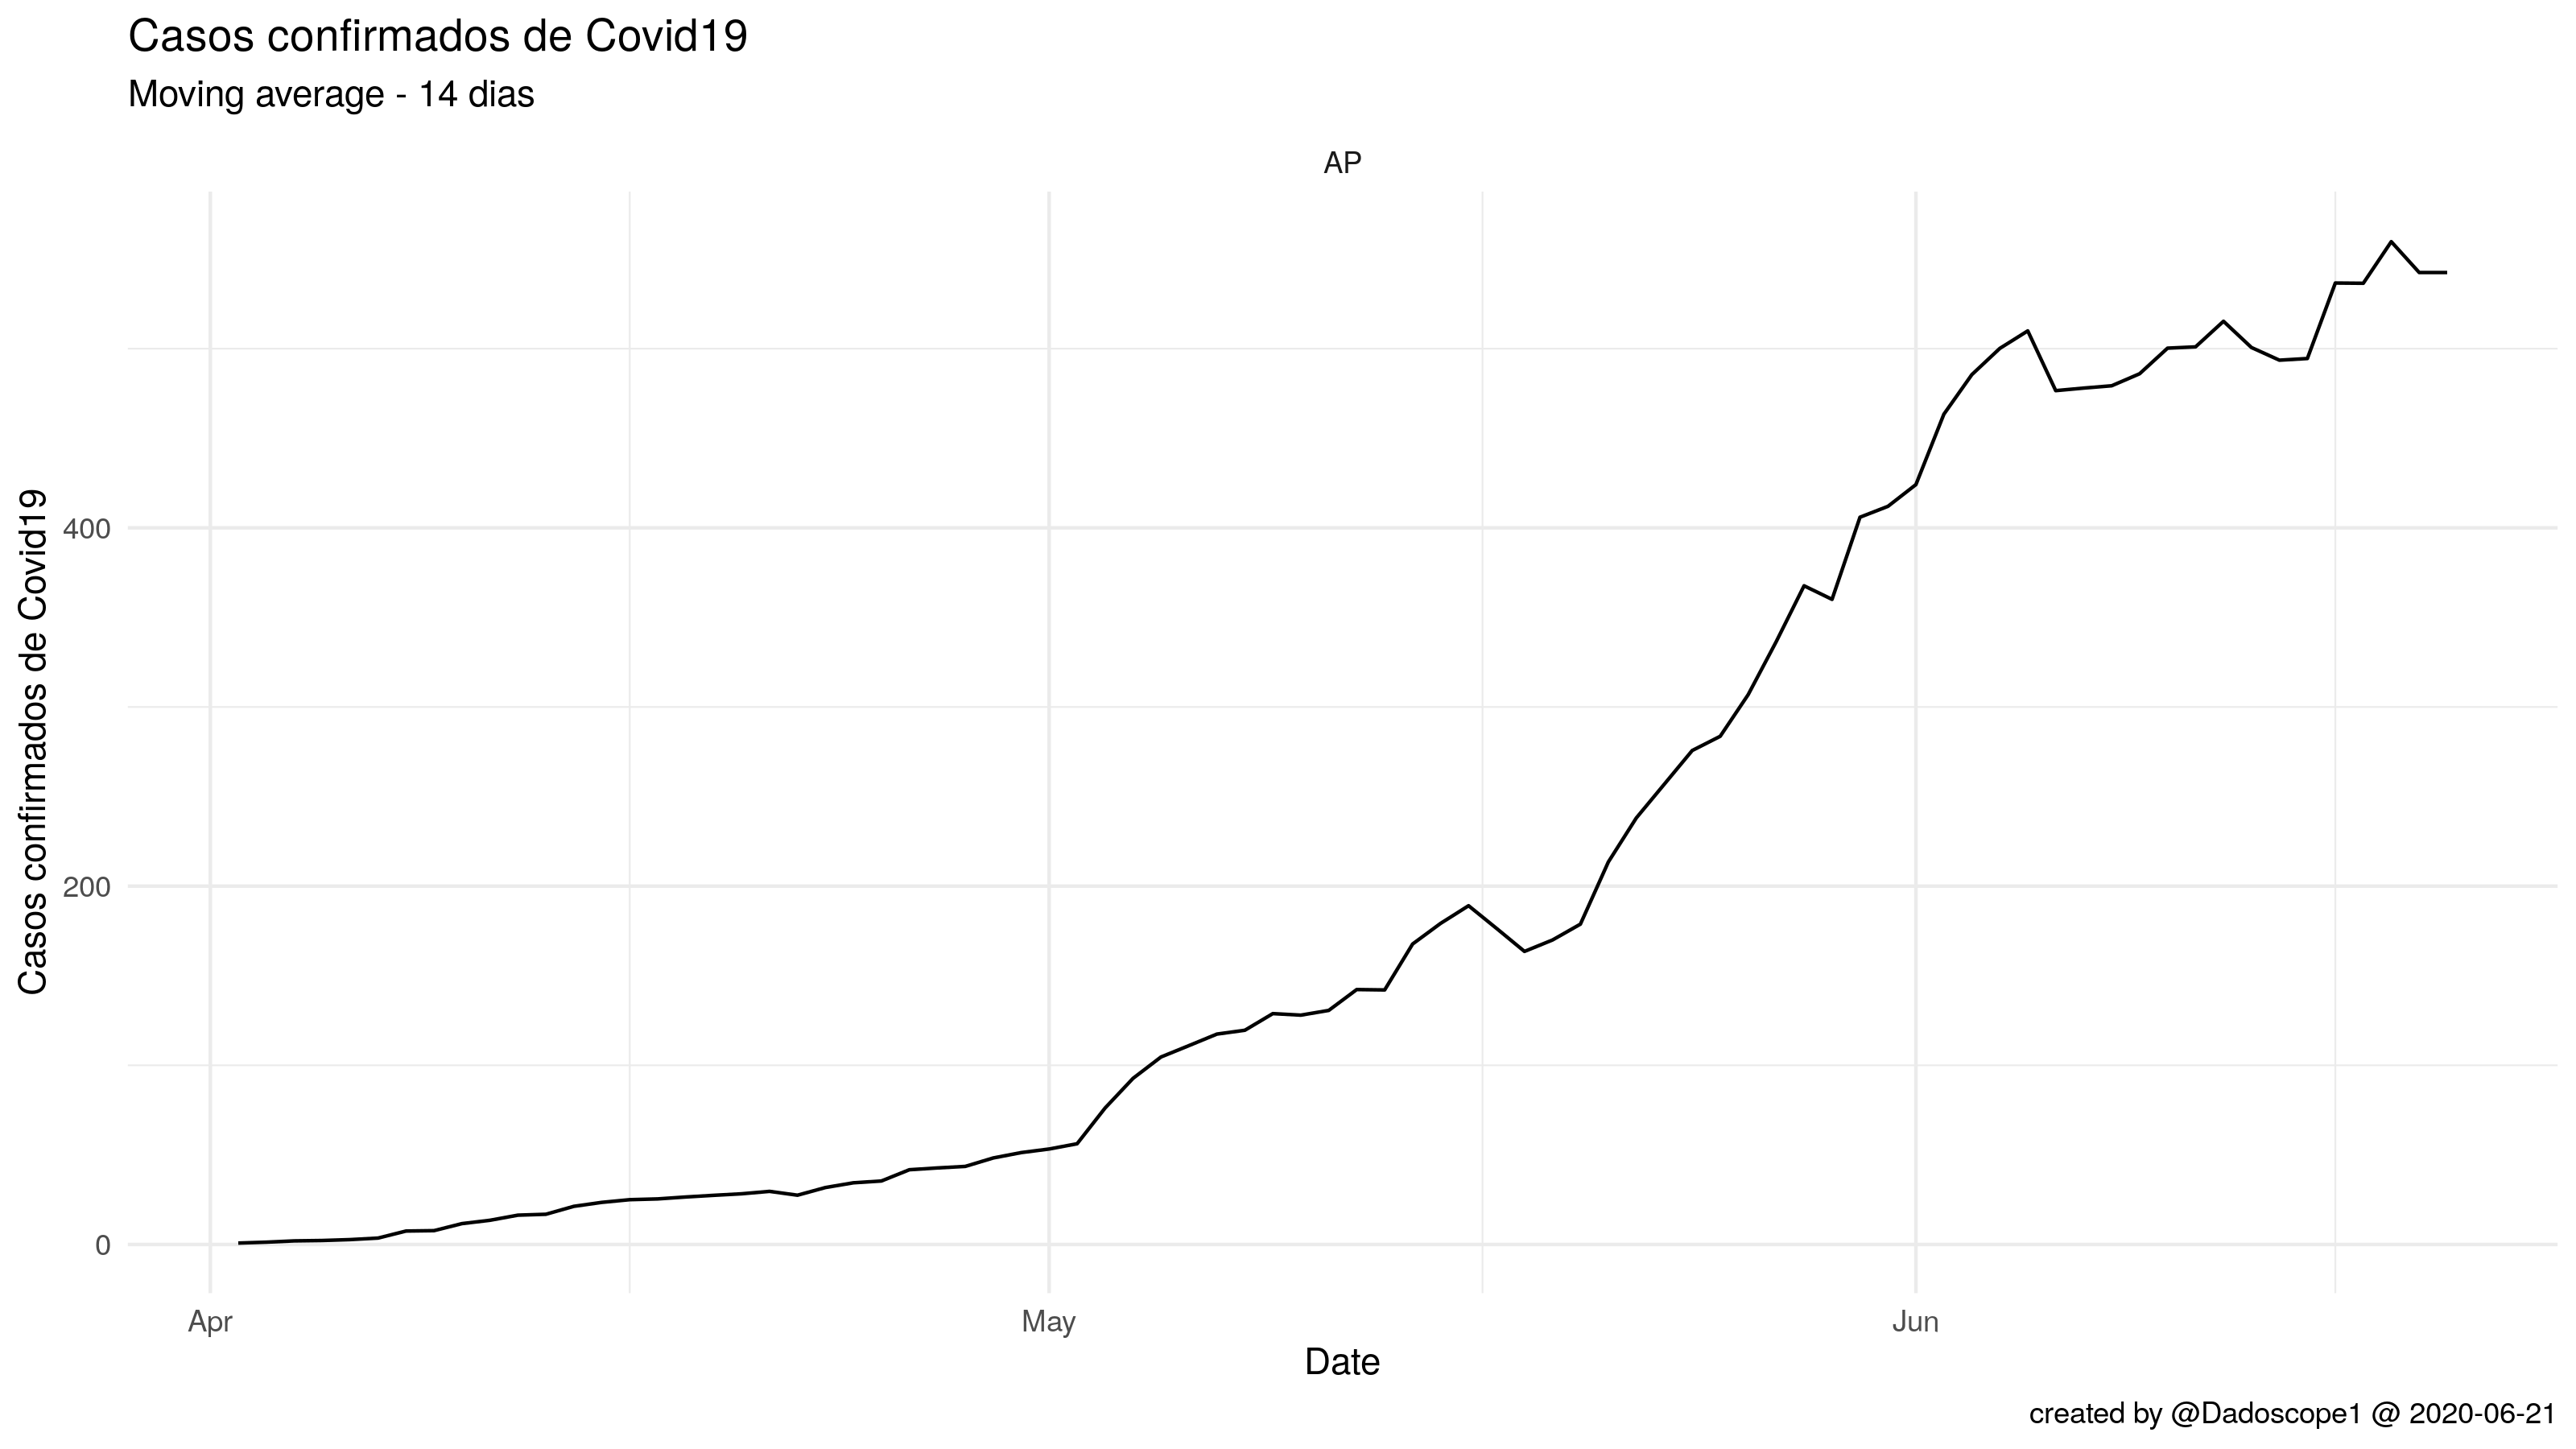 Casos confirmados de Covid19
Moving average - 14 dias
AP
Casos confirmados de Covid19
400
200
0
Apr
May
Jun
Date
created by @Dadoscope1 @ 2020-06-21